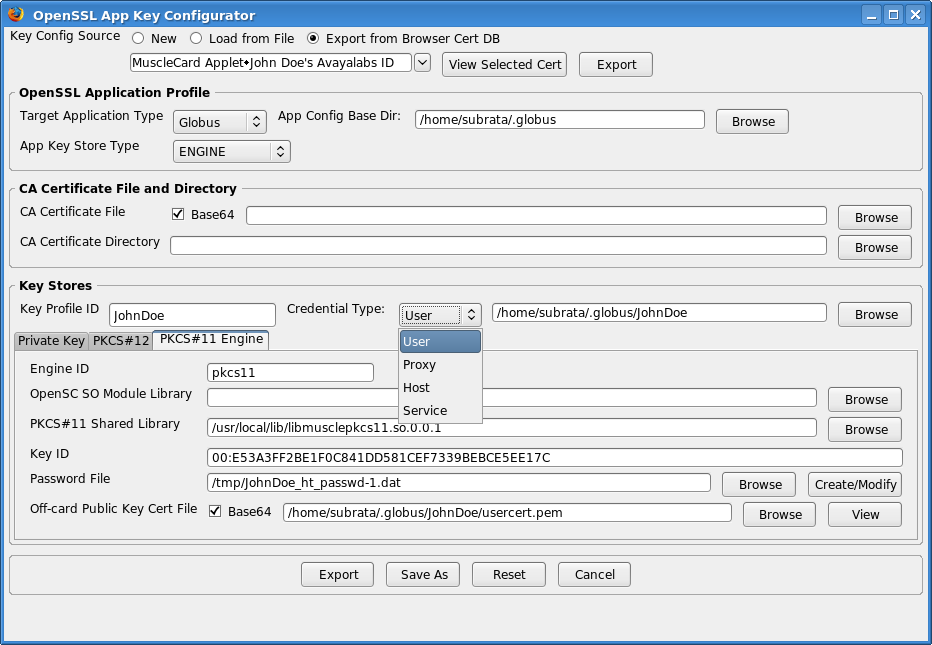 OpenSSL App Key Configurator
Key Config Source New Load from File Export from Browser Cert DB
MuscleCard Applet♦John Doe's Avayalabs ID View Selected Cert Export
OpenSSL Application Profile
Target Application Type Globus App Config Base Dir: /home/subrata/.globus Browse
App Key Store Type ENGINE
CA Certificate File and Directory
CA Certificate File Base64 Browse
CA Certificate Directory Browse
Key Stores
Key Profile ID JohnDoe Credential Type: User /home/subrata/.globus/JohnDoe Browse
User
Proxy
Host
Service
Private Key PKCS#12 PKCS#11 Engine
Engine ID pkcs11
OpenSC SO Module Library Browse
PKCS#11 Shared Library /usr/local/lib/libmusclepkcs11.so.0.0.1 Browse
Key ID 00:E53A3FF2BE1F0C841DD581CEF7339BEBCE5EE17C
Password File /tmp/JohnDoe_ht_passwd-1.dat Browse Create/Modify
Off-card Public Key Cert File Base64 /home/subrata/.globus/JohnDoe/usercert.pem Browse View
Export Save As Reset Cancel